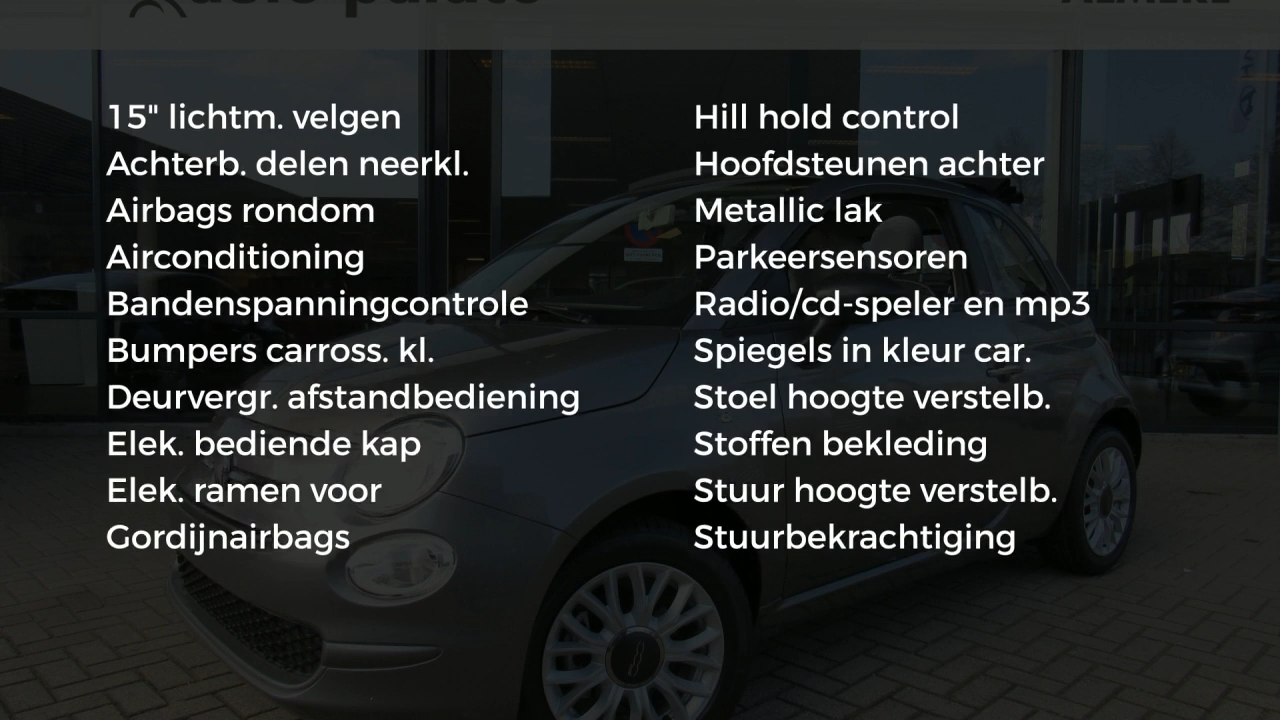 15" lichtm. velgen
Achterb. delen neerkl.
Airbags rondom
Airconditioning
Bandenspanningcontrole
Bumpers carross. kl.
Deurvergr. afstandbediening
Elek. bediende kap
Elek. ramen voor
Gordijnairbags
Hill hold control
Hoofdsteunen achter
Metallic lak
Parkeersensoren
Radio/cd-speler en mp3
Spiegels in kleur car.
Stoel hoogte verstelb.
Stoffen bekleding
Stuur hoogte verstelb.
Stuurbekrachtiging